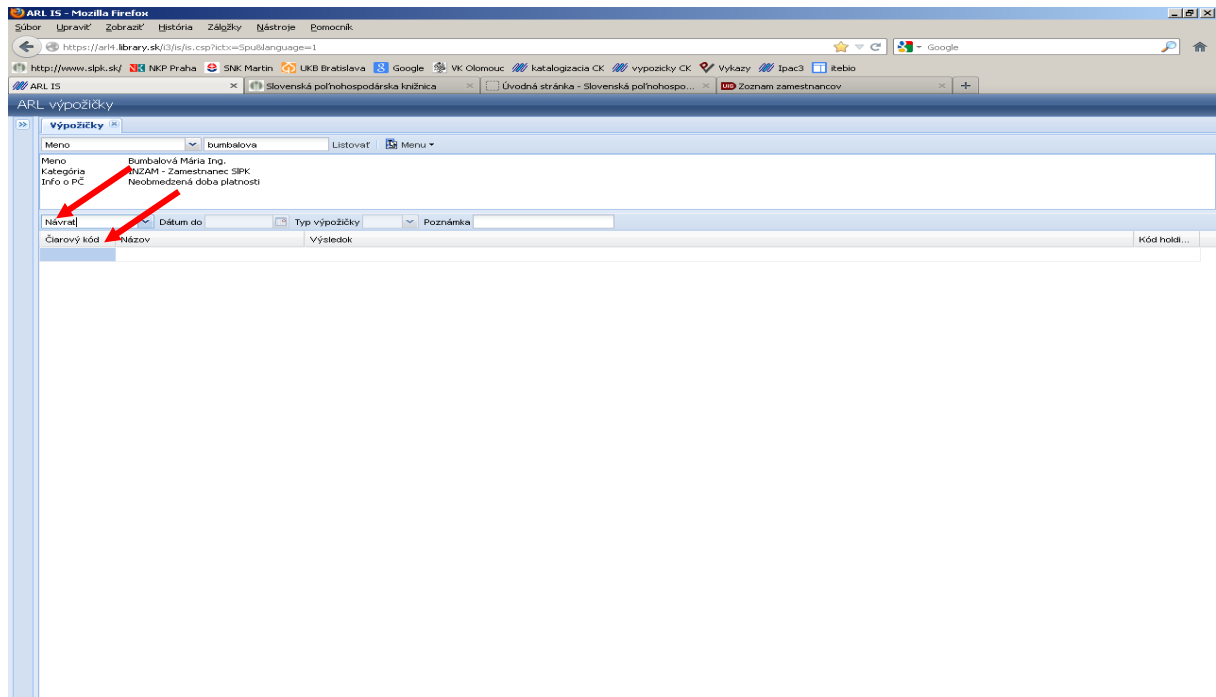 ARL IS - Mozilla Firefox
Súbor Upraviť Zobraziť História Záložky Nástroje Pomocník
https://arl4.library.sk/i3/is/is.csp?ictx=Spu&language=1 Google
http://www.slpk.sk/ NKP Praha SNK Martin UKB Bratislava Google VK Olomouc katalogizacia CK vypozicky CK Vykazy Ipac3 itebio
ARL IS Slovenská poľnohospodárska knižnica Úvodná stránka - Slovenská poľnohospo... Zoznam zamestnancov
ARL výpožičky
Výpožičky
Meno bumbalova Listovať Menu
Meno Bumbalová Mária Ing.
Kategória INZAM - Zamestnanec SlPK
Info o PČ Neobmedzená doba platnosti
Návrat Dátum do Typ výpožičky Poznámka
Čiarový kód Názov Výsledok Kód holdi...